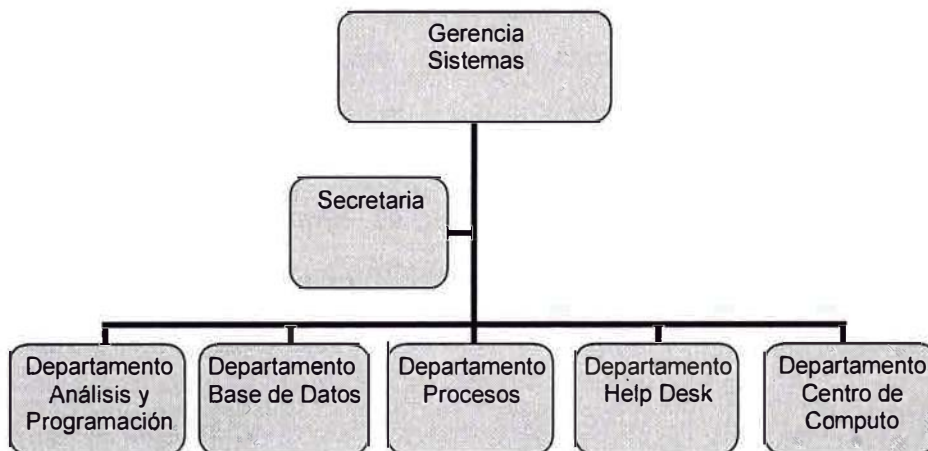 Gerencia
Sistemas
Secretaria
Departamento
Análisis y
Programación
Departamento
Base de Datos
Departamento
Procesos
Departamento
Help Desk
Departamento
Centro de
Computo